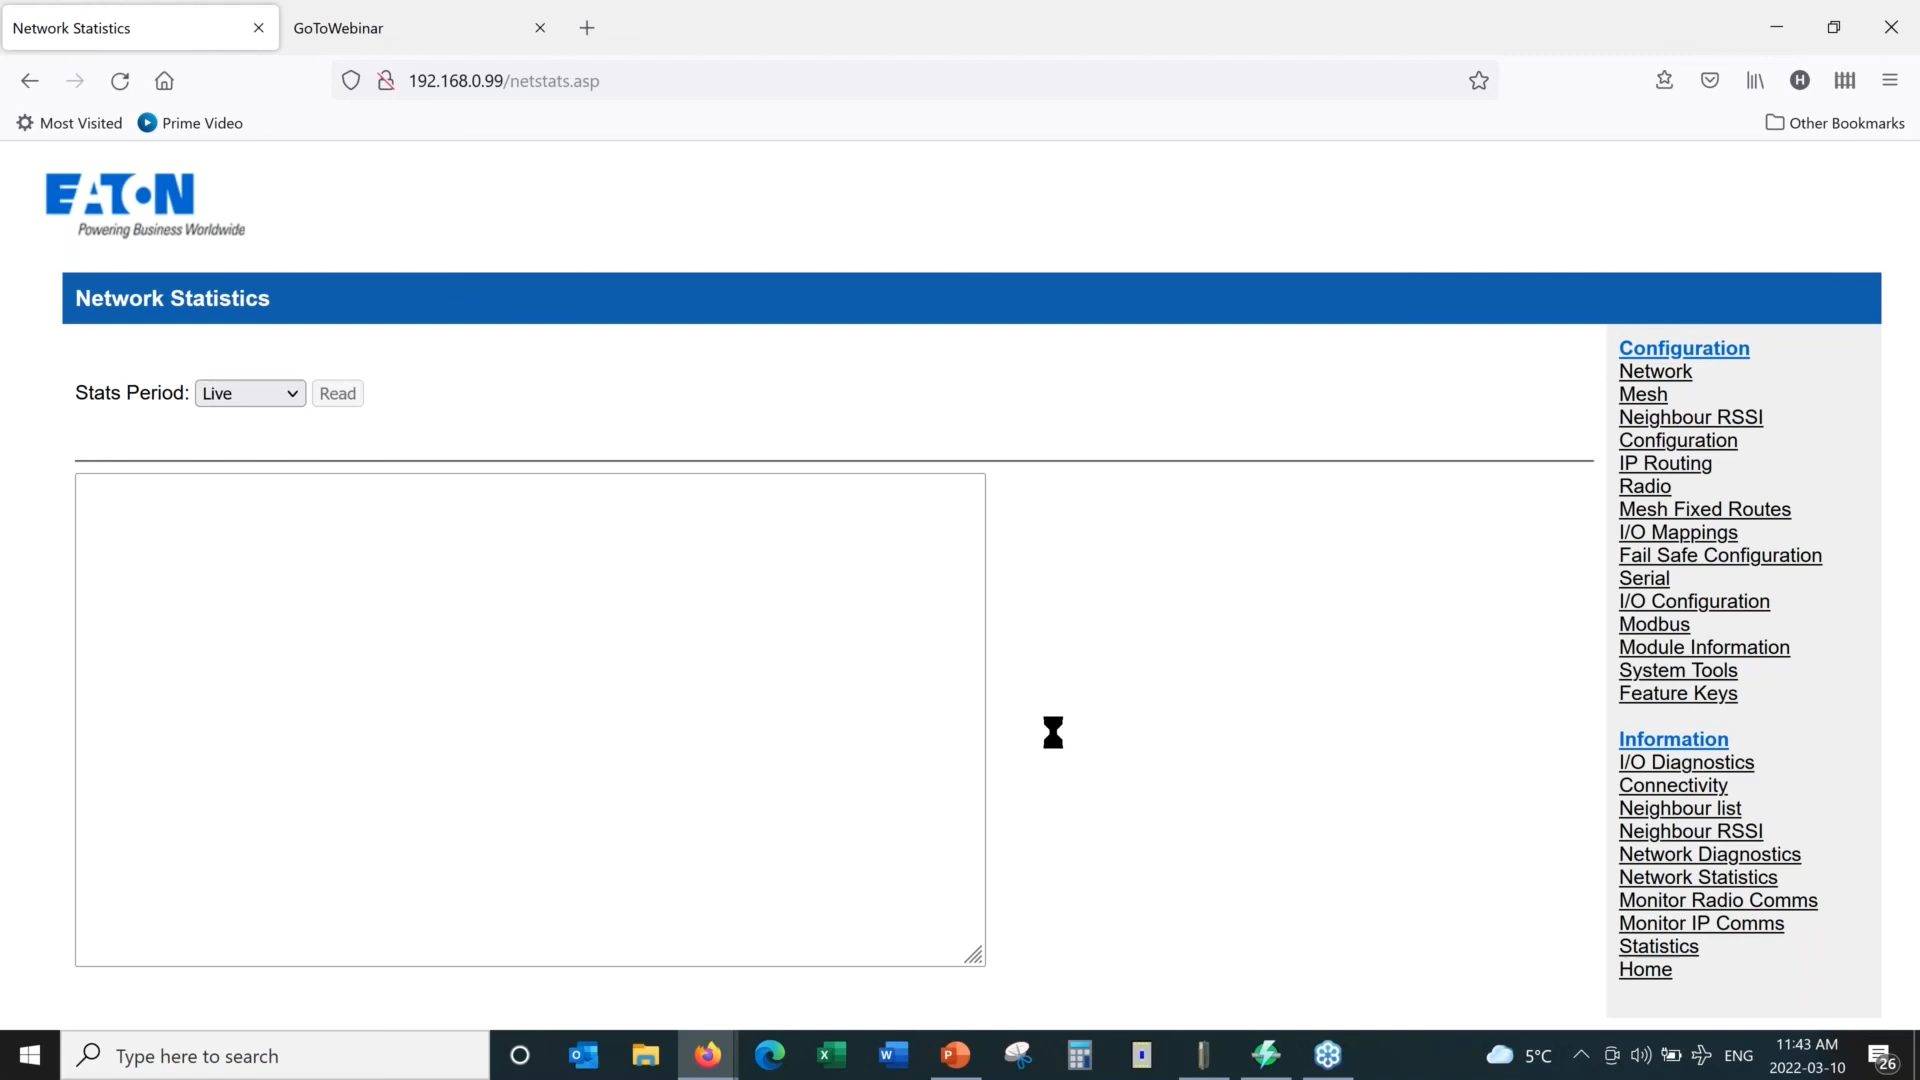 Network Statistics
GoToWebinar
192.168.0.99/netstats.asp
H
Most Visited
Prime Video
Other Bookmarks
EATON
Powering Business Worldwide
Network Statistics
Stats Period:
Live
Read
Configuration
Network
Mesh
Neighbour RSSI
Configuration
IP Routing
Radio
Mesh Fixed Routes
I/O Mappings
Fail Safe Configuration
Serial
I/O Configuration
Modbus
Module Information
System Tools
Feature Keys
Information
I/O Diagnostics
Connectivity
Neighbour list
Neighbour RSSI
Network Diagnostics
Network Statistics
Monitor Radio Comms
Monitor IP Comms
Statistics
Home
Type here to search
5°C
ENG
11:43 AM
2022-03-10
26